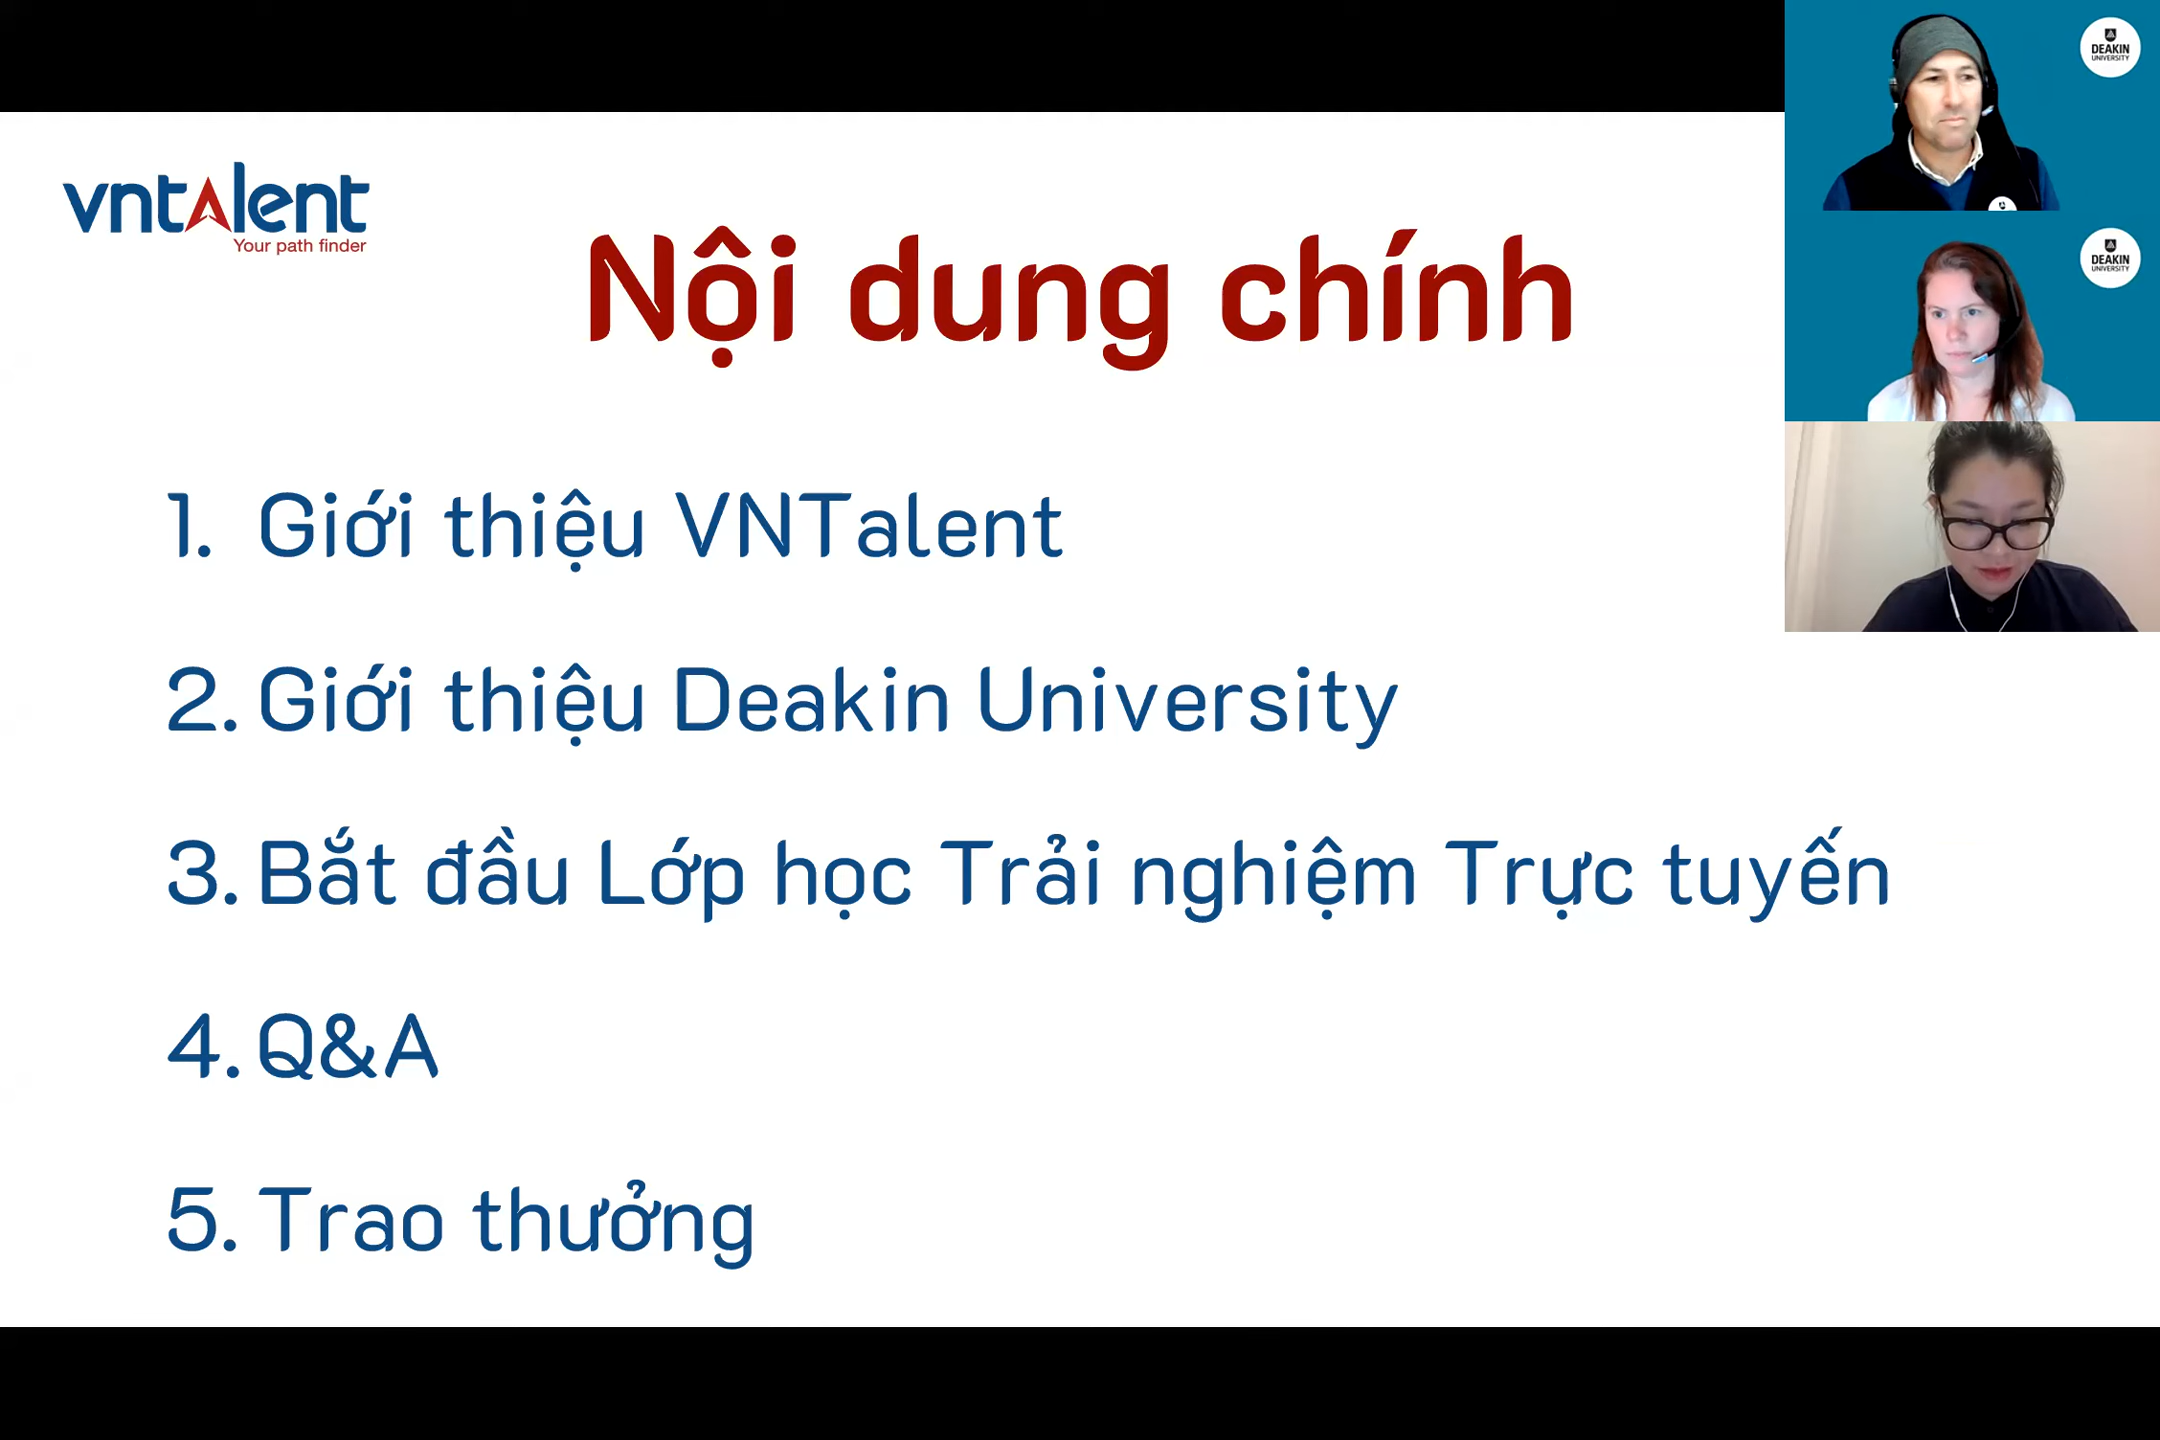 vntalent
Your path finder
Nội dung chính
1. Giới thiệu VNTalent
2. Giới thiệu Deakin University
3. Bắt đầu Lớp học Trải nghiệm Trực tuyến
4. Q&A
5. Trao thưởng
DEAKIN
UNIVERSITY
DEAKIN
UNIVERSITY